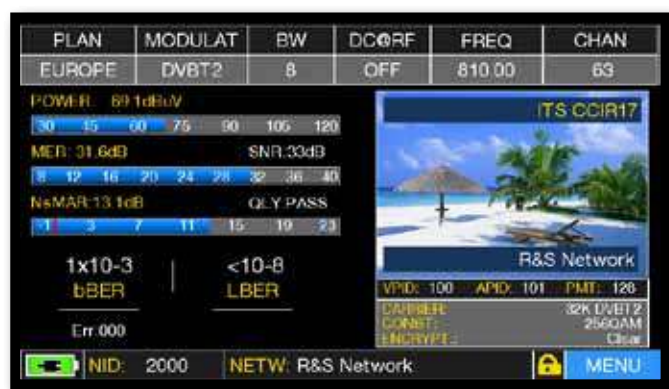 PLAN MODULAT BW DC@RF FREQ CHAN
EUROPE DVBT2 8 OFF 810.00 63
POWER: 69.1dBuV
30 45 60 75 90 105 120
MER: 31.6dB SNR:33dB
8 12 16 20 24 28 32 36 40
NsMAR:13.1dB QLY PASS
-1 3 7 11 15 19 23
1x10-3 <10-8
bBER LBER
Err 000
ITS CCIR17
R&S Network
VPID: 100 APID: 101 PMT: 128
CARRIER: 32K DVBT2
CONST: 256QAM
ENCRYPT.: Clear
NID: 2000 NETW: R&S Network MENU